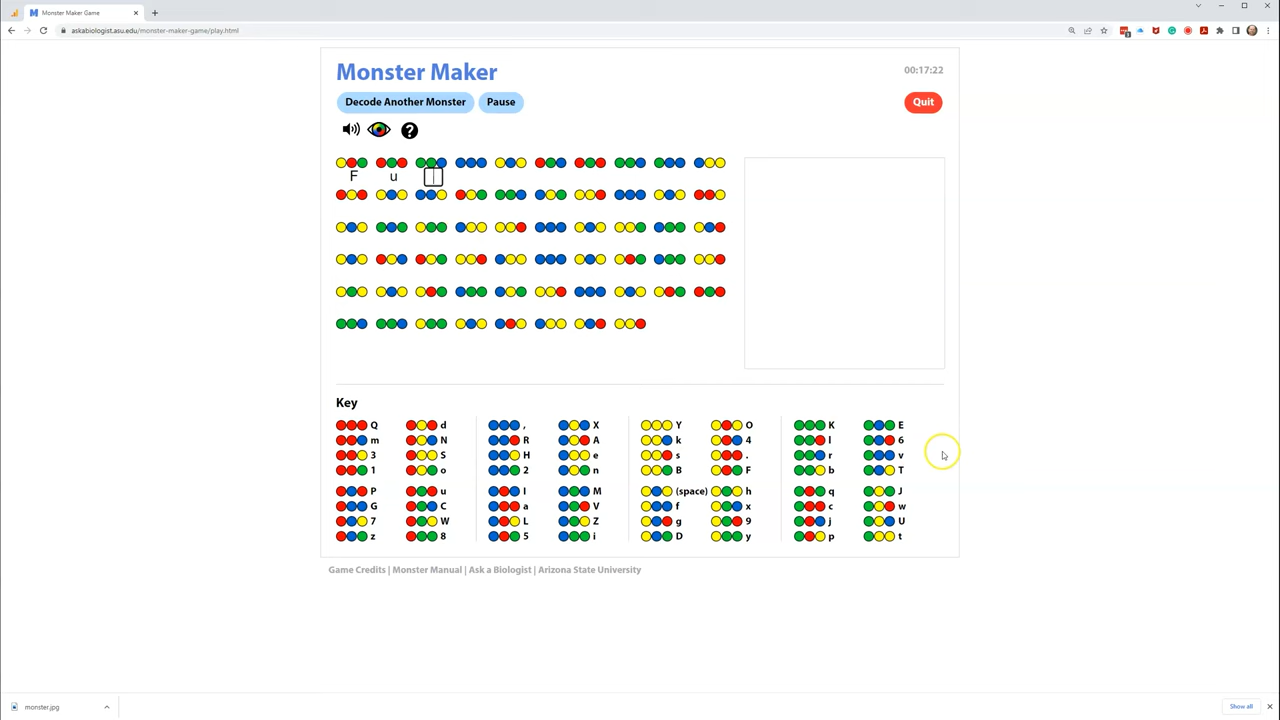 Monster Maker Game
askabiologist.asu.edu/monster-maker-game/play.html
Monster Maker
00:17:22
Decode Another Monster
Pause
Quit
F u
Key
Q d , X Y O K E
m N R A k 4 l 6
3 S H e s . r v
1 o 2 n B F b T
P u I M (space) h q J
G C a V f x c w
7 W L Z g 9 j U
z 8 5 i D y p t
Game Credits | Monster Manual | Ask a Biologist | Arizona State University
monster.jpg
Show all